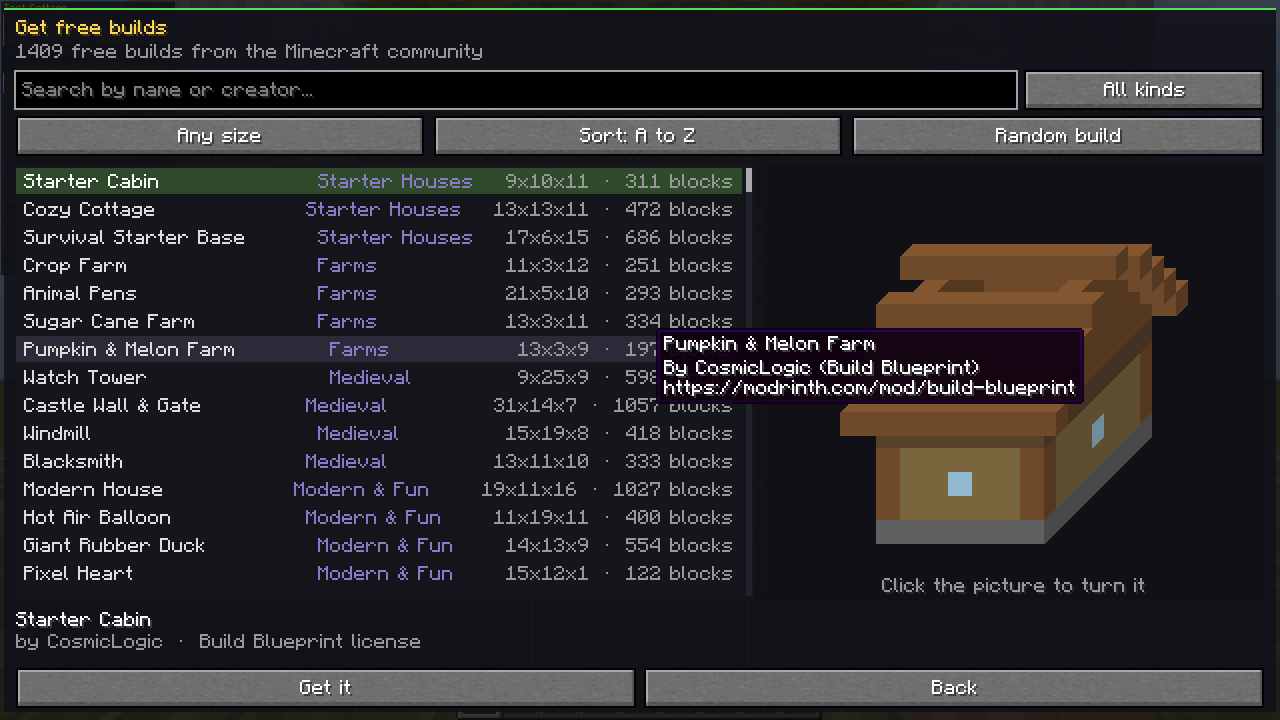 Get free builds
1409 free builds from the Minecraft community
Search by name or creator...
All kinds
Any size
Sort: A to Z
Random build
Starter Cabin Starter Houses 9x10x11 · 311 blocks
Cozy Cottage Starter Houses 13x13x11 · 472 blocks
Survival Starter Base Starter Houses 17x6x15 · 686 blocks
Crop Farm Farms 11x3x12 · 251 blocks
Animal Pens Farms 21x5x10 · 293 blocks
Sugar Cane Farm Farms 13x3x11 · 334 blocks
Pumpkin & Melon Farm Farms 13x3x9 · 197
Pumpkin & Melon Farm
By CosmicLogic (Build Blueprint)
https://modrinth.com/mod/build-blueprint
Watch Tower Medieval 9x25x9 · 598
Castle Wall & Gate Medieval 31x14x7 · 1057 blocks
Windmill Medieval 15x19x8 · 418 blocks
Blacksmith Medieval 13x11x10 · 333 blocks
Modern House Modern & Fun 19x11x16 · 1027 blocks
Hot Air Balloon Modern & Fun 11x19x11 · 400 blocks
Giant Rubber Duck Modern & Fun 14x13x9 · 554 blocks
Pixel Heart Modern & Fun 15x12x1 · 122 blocks
Click the picture to turn it
Starter Cabin
by CosmicLogic · Build Blueprint license
Get it
Back